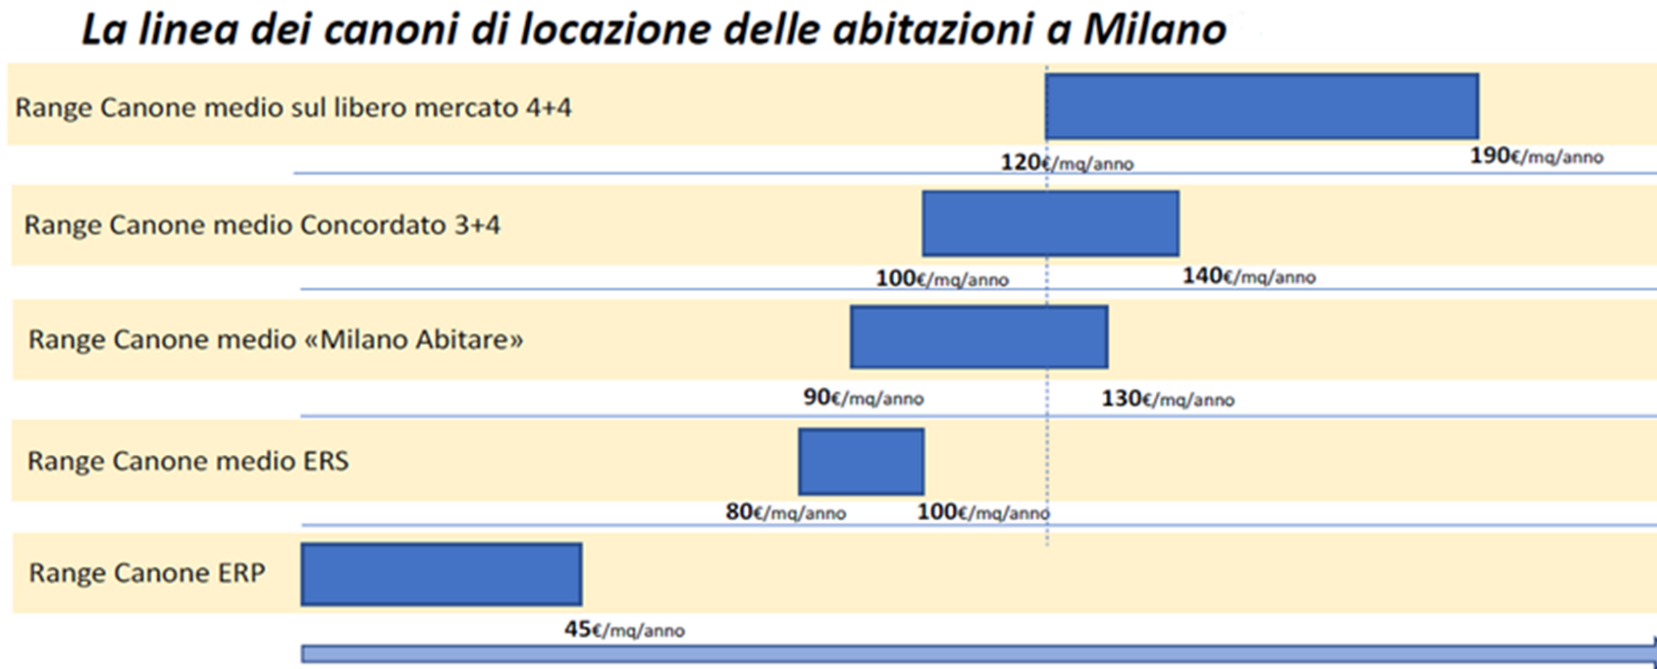 La linea dei canoni di locazione delle abitazioni a Milano
Range Canone medio sul libero mercato 4+4
120€/mq/anno
190€/mq/anno
Range Canone medio Concordato 3+4
100€/mq/anno
140€/mq/anno
Range Canone medio «Milano Abitare»
90€/mq/anno
130€/mq/anno
Range Canone medio ERS
80€/mq/anno
100€/mq/anno
Range Canone ERP
45€/mq/anno